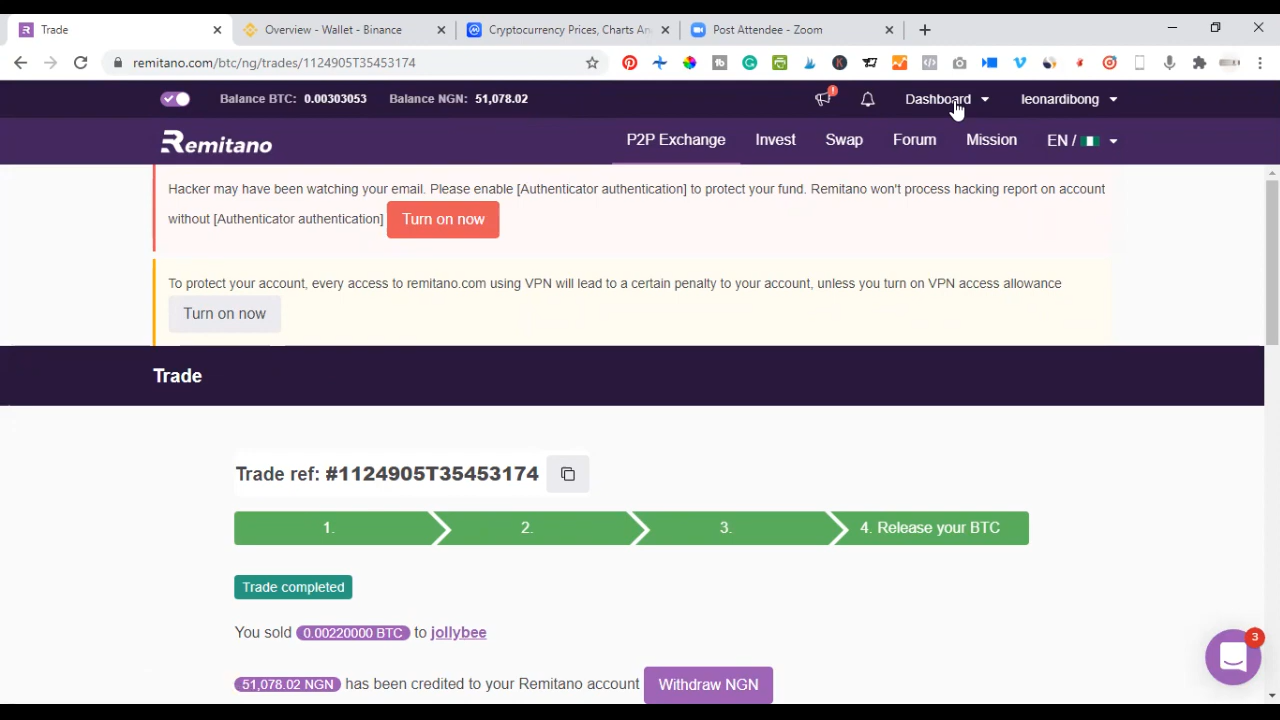 Trade
Overview - Wallet - Binance
Cryptocurrency Prices, Charts An
Post Attendee - Zoom
remitano.com/btc/ng/trades/1124905T35453174
Balance BTC: 0.00303053 Balance NGN: 51,078.02
Dashboard
leonardibong
Remitano
P2P Exchange Invest Swap Forum Mission EN /
Hacker may have been watching your email. Please enable [Authenticator authentication] to protect your fund. Remitano won't process hacking report on account
without [Authenticator authentication] Turn on now
To protect your account, every access to remitano.com using VPN will lead to a certain penalty to your account, unless you turn on VPN access allowance
Turn on now
Trade
Trade ref: #1124905T35453174
1. 2. 3. 4. Release your BTC
Trade completed
You sold 0.00220000 BTC to jollybee
3
51,078.02 NGN has been credited to your Remitano account Withdraw NGN